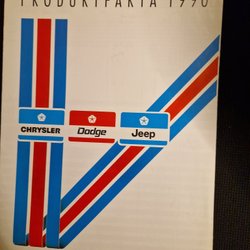 PRODUKTFAKTA 1990
CHRYSLER Dodge Jeep